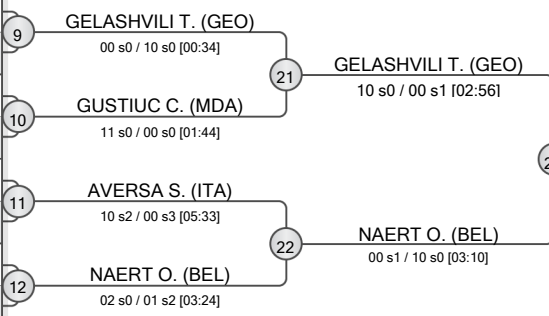 9
GELASHVILI T. (GEO)
00 s0 / 10 s0 [00:34]
21
GELASHVILI T. (GEO)
10 s0 / 00 s1 [02:56]
10
GUSTIUC C. (MDA)
11 s0 / 00 s0 [01:44]
11
AVERSA S. (ITA)
10 s2 / 00 s3 [05:33]
22
NAERT O. (BEL)
00 s1 / 10 s0 [03:10]
12
NAERT O. (BEL)
02 s0 / 01 s2 [03:24]